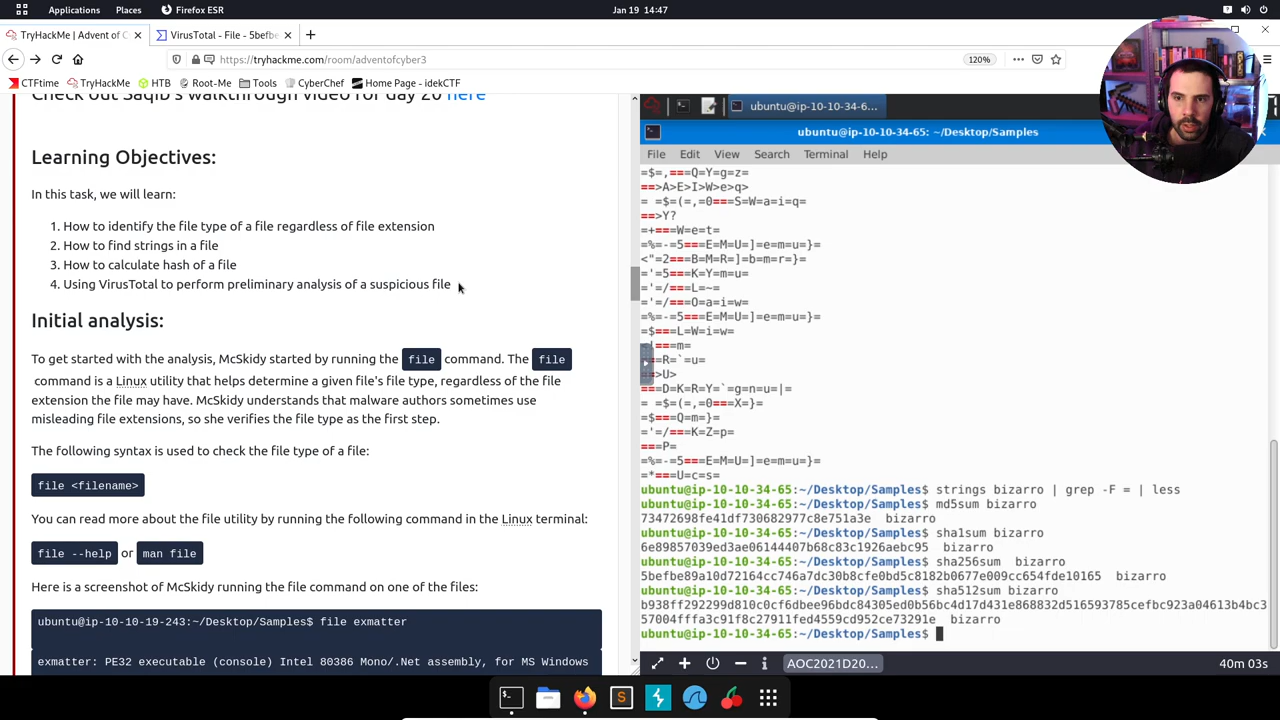 Applications Places Firefox ESR Jan 19 14:47
TryHackMe | Advent of C VirusTotal - File - 5befbe
https://tryhackme.com/room/adventofcyber3 120%
CTFtime TryHackMe HTB Root-Me Tools CyberChef Home Page - idekCTF
Check out Saqib's walkthrough video for day 20 here
Learning Objectives:
In this task, we will learn:
1. How to identify the file type of a file regardless of file extension
2. How to find strings in a file
3. How to calculate hash of a file
4. Using VirusTotal to perform preliminary analysis of a suspicious file
Initial analysis:
To get started with the analysis, McSkidy started by running the file command. The file
command is a Linux utility that helps determine a given file's file type, regardless of the file
extension the file may have. McSkidy understands that malware authors sometimes use
misleading file extensions, so she verifies the file type as the first step.
The following syntax is used to check the file type of a file:
file <filename>
You can read more about the file utility by running the following command in the Linux terminal:
file --help or man file
Here is a screenshot of McSkidy running the file command on one of the files:
ubuntu@ip-10-10-19-243:~/Desktop/Samples$ file exmatter
exmatter: PE32 executable (console) Intel 80386 Mono/.Net assembly, for MS Windows
ubuntu@ip-10-10-34-6...
ubuntu@ip-10-10-34-65: ~/Desktop/Samples
File Edit View Search Terminal Help
=$=,===Q=Y=g=z=
==>A>E>I>W>e>q>
= =$=(=,=0===S=W=a=i=q=
==>Y?
=+===W=e=t=
=%=-=5===E=M=U=]=e=m=u=}=
<"=2===B=M=R=]=b=m=r=}=
='=5===K=Y=m=u=
='=/===L=~=
='=/===O=a=i=w=
=%=-=5===E=M=U=]=e=m=u=}=
=$===L=W=i=w=
===m=
===R=`=u=
=>U>
===D=K=R=Y=`=g=n=u=|=
= =$=(=,=0===X=}=
=$===Q=m=}=
='=/===K=Z=p=
===P=
=%=-=5===E=M=U=]=e=m=u=}=
=*===U=c=s=
ubuntu@ip-10-10-34-65:~/Desktop/Samples$ strings bizarro | grep -F = | less
ubuntu@ip-10-10-34-65:~/Desktop/Samples$ md5sum bizarro
73472698fe41df730682977c8e751a3e bizarro
ubuntu@ip-10-10-34-65:~/Desktop/Samples$ sha1sum bizarro
6e89857039ed3ae06144407b68c83c1926aebc95 bizarro
ubuntu@ip-10-10-34-65:~/Desktop/Samples$ sha256sum bizarro
5befbe89a10d72164cc746a7dc30b8cfe0bd5c8182b0677e009cc654fde10165 bizarro
ubuntu@ip-10-10-34-65:~/Desktop/Samples$ sha512sum bizarro
b938ff292299d810c0cf6dbee96bdc84305ed0b56bc4d17d431e868832d516593785cefbc923a04613b4bc3
57004fffa3c91f8c27911fed4559cd952ce73291e bizarro
ubuntu@ip-10-10-34-65:~/Desktop/Samples$
AOC2021D20... 40m 03s